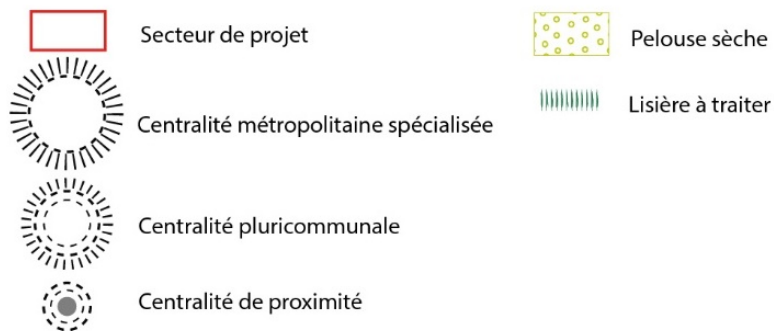 Secteur de projet
Centralité métropolitaine spécialisée
Centralité pluricommunale
Centralité de proximité
Pelouse sèche
Lisière à traiter